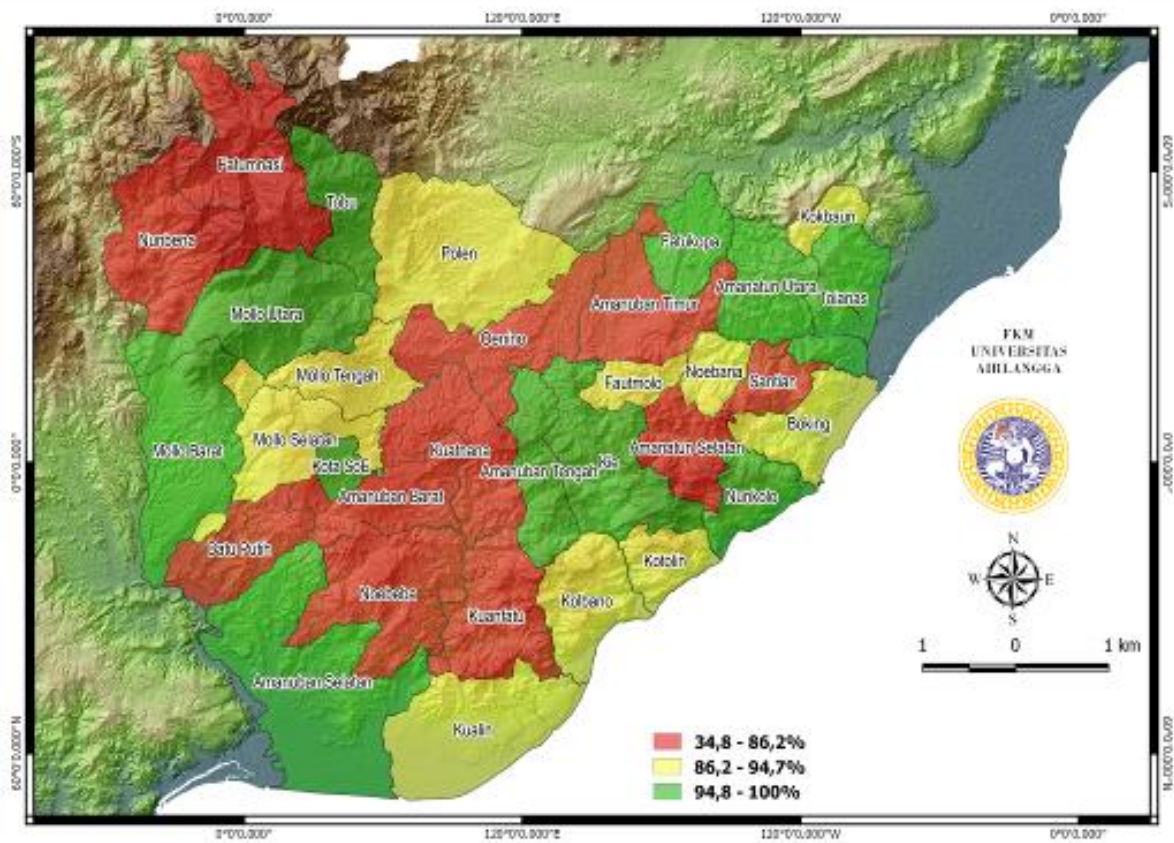 0°0'0.000" 120°0'0.000"E 120°0'0.000"W 0°0'0.000"
Fatumnasi
Tobu
Nunbena
Polen
Kokbaun
Fatukopa
Amanatun Utara
Toianas
Amanuban Timur
Mollo Utara
Oenino
Mollo Tengah
Fautmolo
Noebana
Santian
Boking
Mollo Selatan
Mollo Barat
Kota SoE
Kuatnana
Amanatun Selatan
Amanuban Tengah
Kie
Amanuban Barat
Nunkolo
Batu Putih
Kotolin
Noebeba
Kolbano
Kuantatu
Amanuban Selatan
Kualin
FKM
UNIVERSITAS
AIRLANGGA
N
W E
S
1 0 1 km
34,8 - 86,2%
86,2 - 94,7%
94,8 - 100%
0°0'0.000" 120°0'0.000"E 120°0'0.000"W 0°0'0.000"